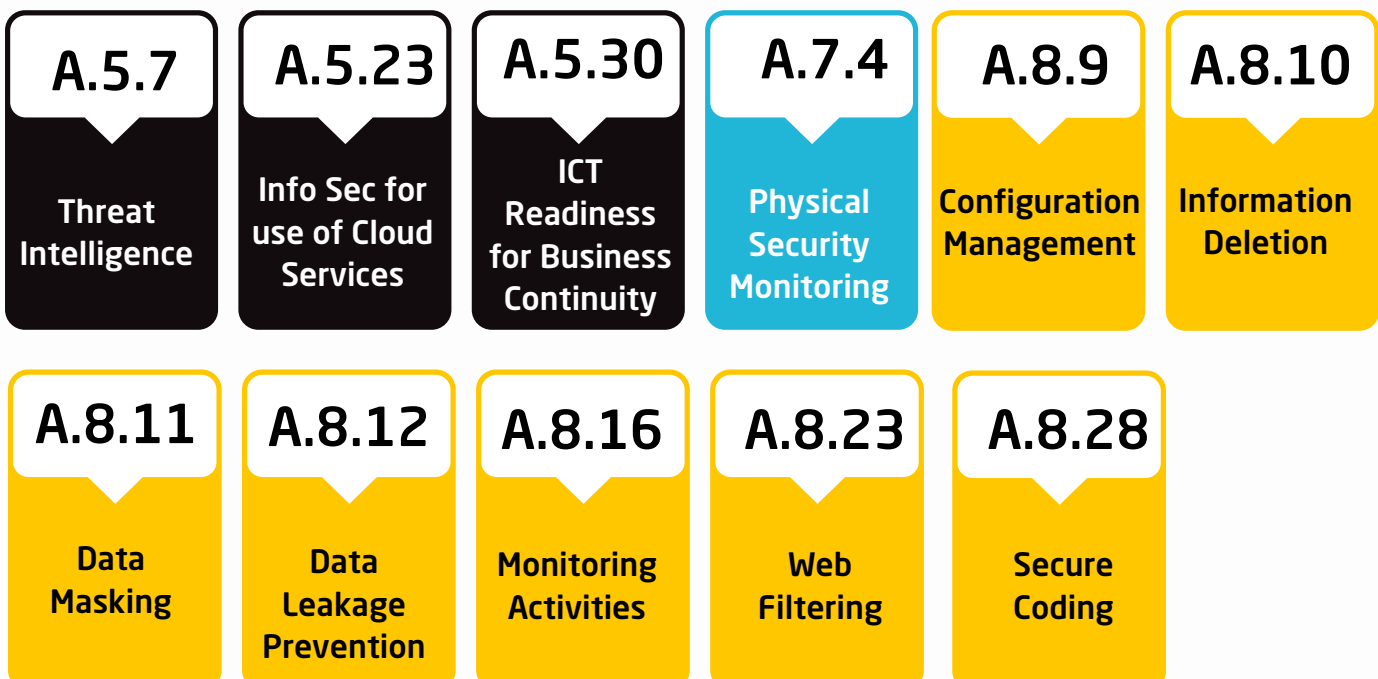 A.5.7
A.5.23
A.5.30
A.7.4
A.8.9
A.8.10
Threat
Intelligence
Info Sec for
use of Cloud
Services
ICT
Readiness
for Business
Continuity
Physical
Security
Monitoring
Configuration
Management
Information
Deletion
A.8.11
A.8.12
A.8.16
A.8.23
A.8.28
Data
Masking
Data
Leakage
Prevention
Monitoring
Activities
Web
Filtering
Secure
Coding